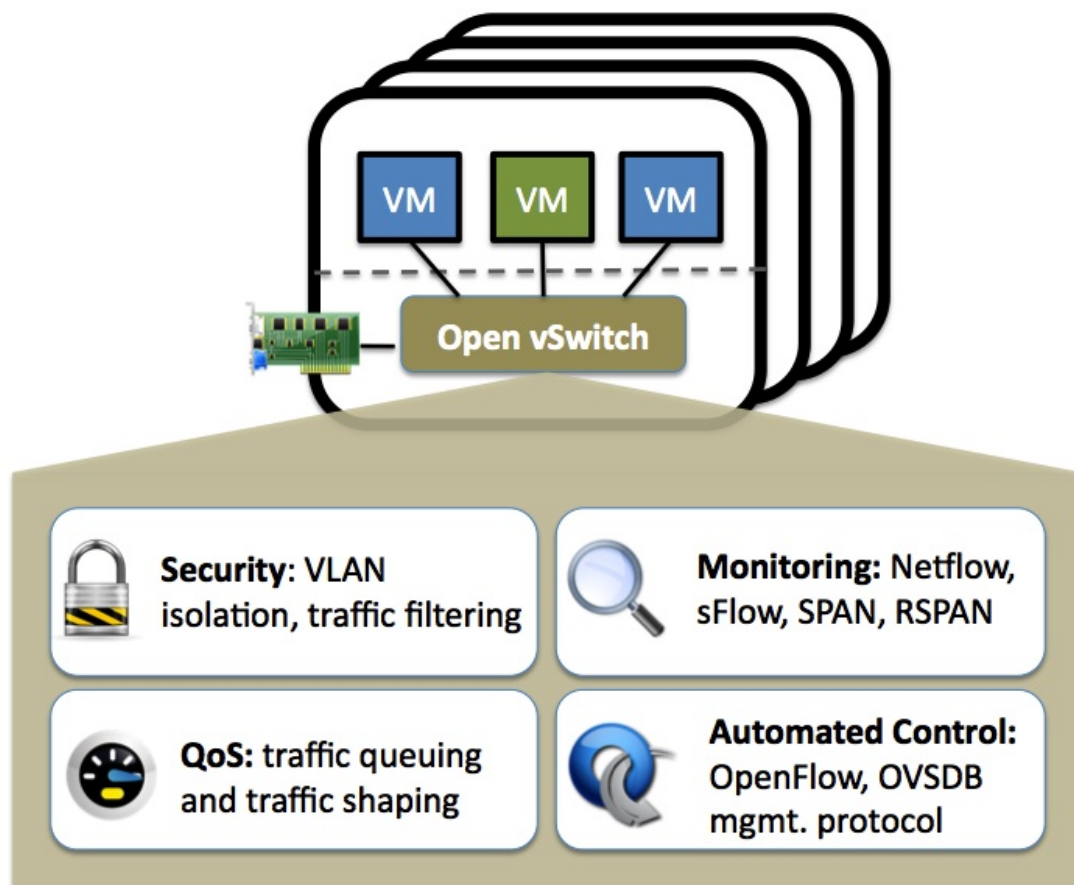 VM VM VM
Open vSwitch
Security: VLAN
isolation, traffic filtering
Monitoring: Netflow,
sFlow, SPAN, RSPAN
QoS: traffic queuing
and traffic shaping
Automated Control:
OpenFlow, OVSDB
mgmt. protocol